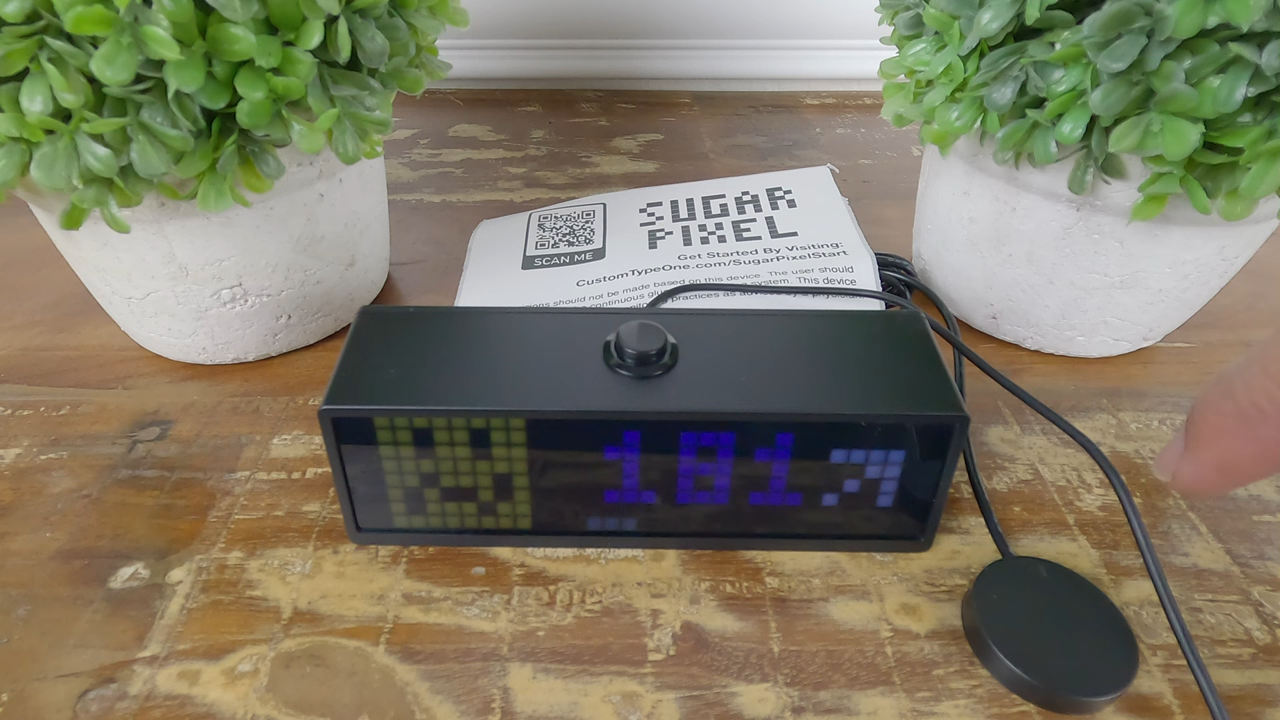 SUGAR
PIXEL
SCAN ME
Get Started By Visiting:
CustomTypeOne.com/SugarPixelStart
should not be made based on this device. The user should
continuous system. This device
practices as
181